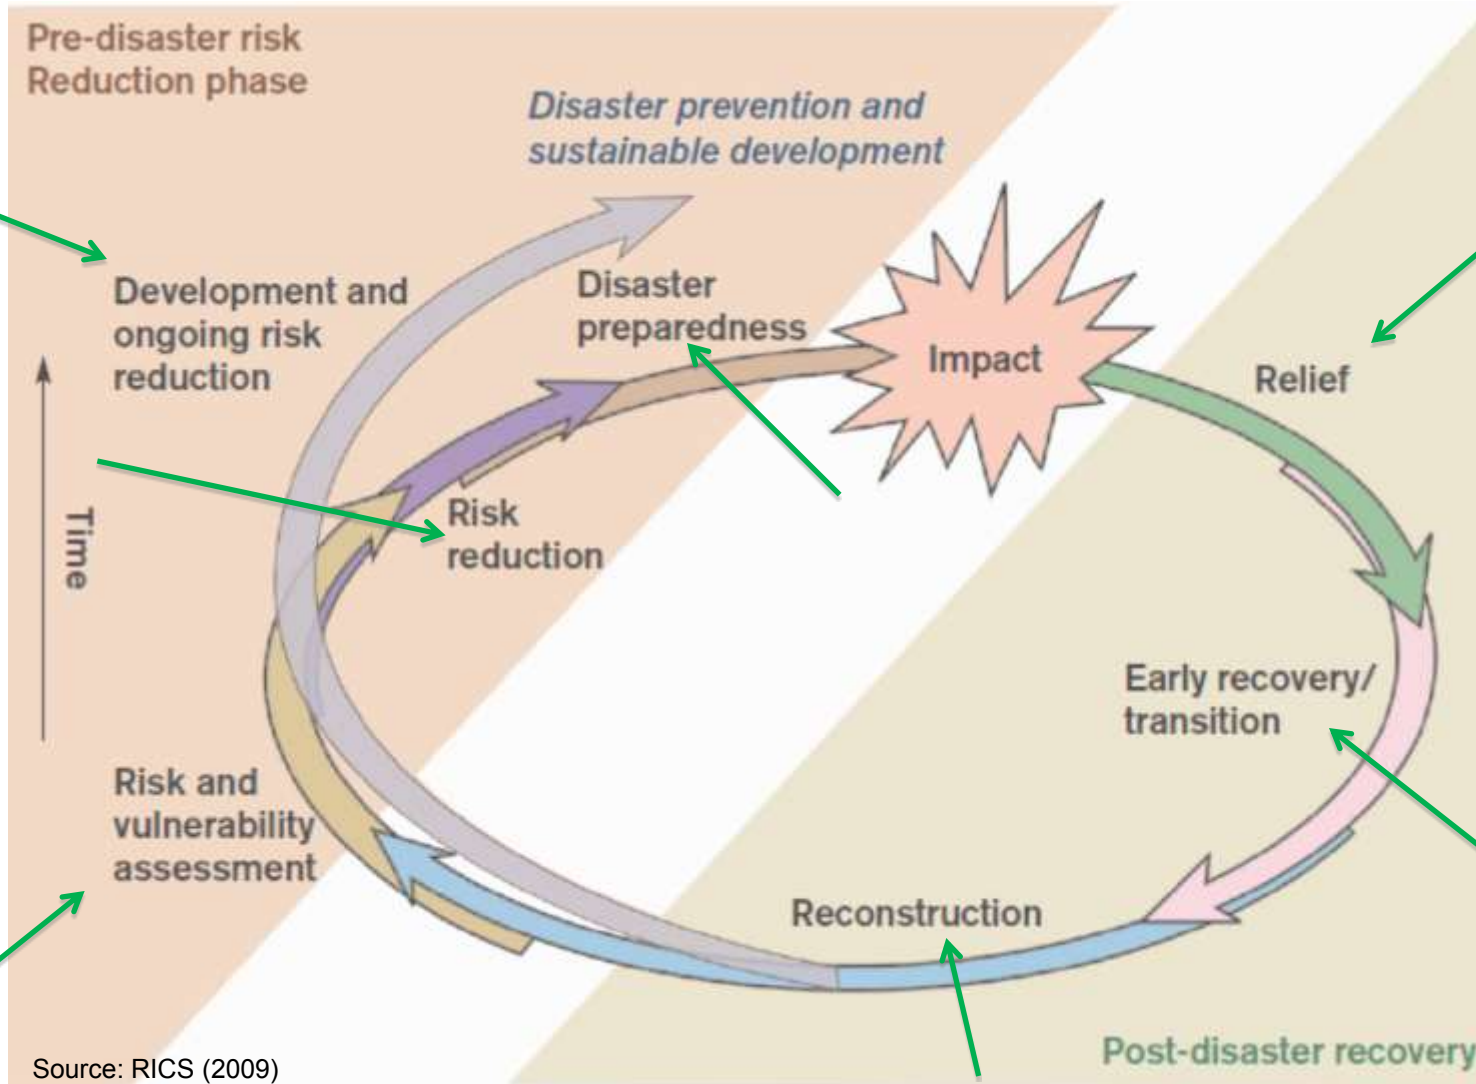 Pre-disaster risk
Reduction phase
Disaster prevention and
sustainable development
Development and
ongoing risk
reduction
Disaster
preparedness
Impact
Relief
Time
Risk
reduction
Early recovery/
transition
Risk and
vulnerability
assessment
Reconstruction
Post-disaster recovery
Source: RICS (2009)